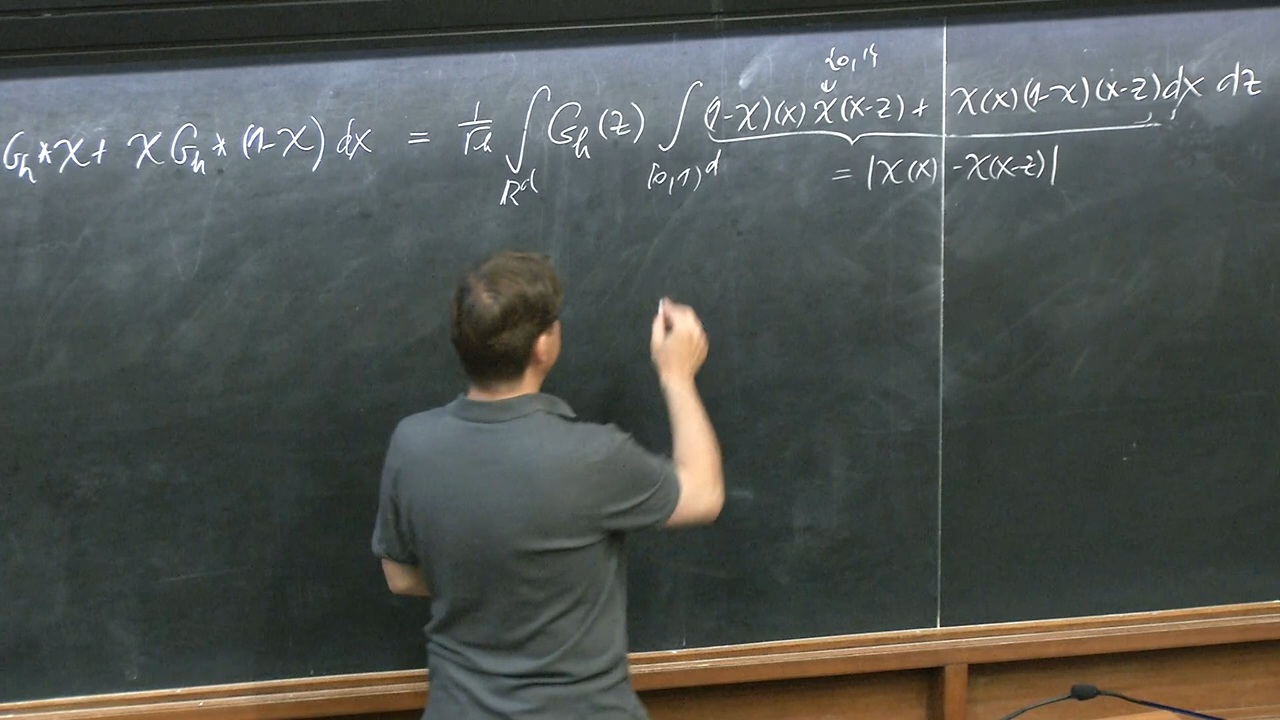 {0,1}
↓
G_h * χ + χ G_h * (1-χ) dx = 1/√h ∫_{ℝ^d} G_h(z) ∫_{[0,1)^d} (1-χ)(x) χ(x-z) + χ(x)(1-χ)(x-z) dx dz
= |χ(x) - χ(x-z)|